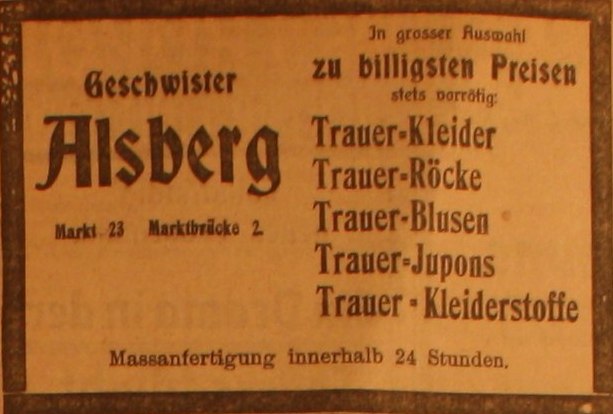 Geschwister
Alsberg
Markt 23 Marktbrücke 2.
In grosser Auswahl
zu billigsten Preisen
stets vorrätig:
Trauer-Kleider
Trauer-Röcke
Trauer-Blusen
Trauer-Jupons
Trauer-Kleiderstoffe
Massanfertigung innerhalb 24 Stunden.